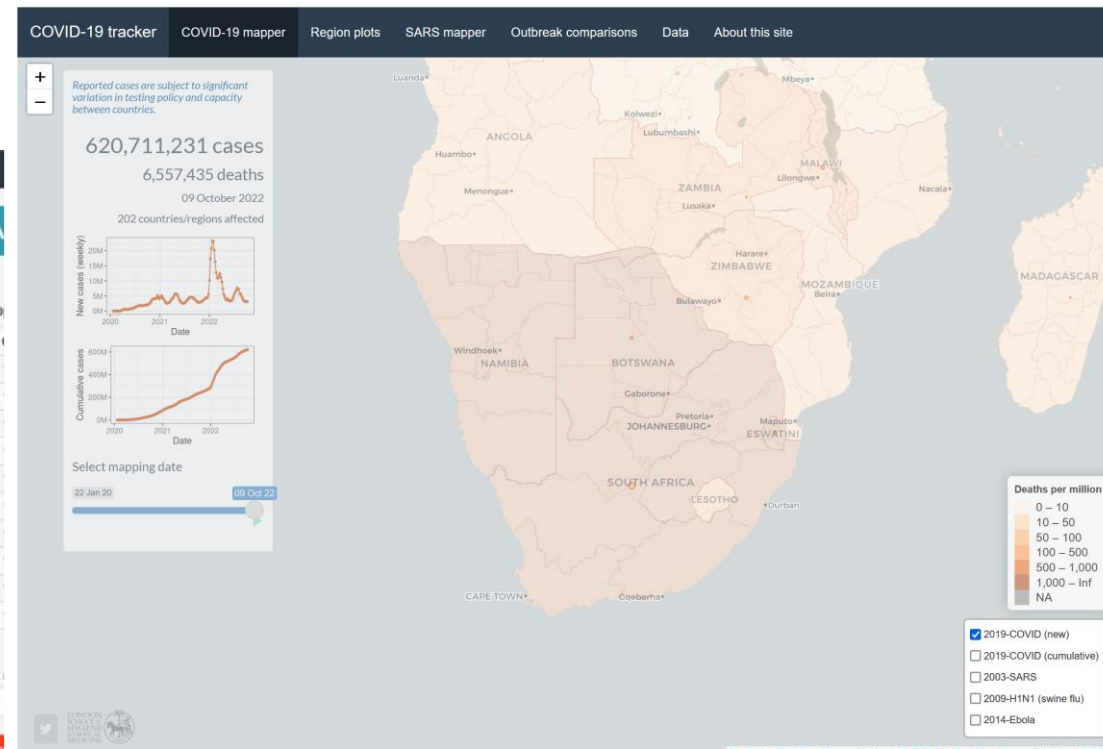 COVID-19 tracker COVID-19 mapper Region plots SARS mapper Outbreak comparisons Data About this site
+
−
Reported cases are subject to significant
variation in testing policy and capacity
between countries.
620,711,231 cases
6,557,435 deaths
09 October 2022
202 countries/regions affected
New cases (weekly)
20M
15M
10M
5M
0M
2020 2021 2022
Date
Cumulative cases
600M
400M
200M
0M
2020 2021 2022
Date
Select mapping date
22 Jan 20 09 Oct 22
LONDON
SCHOOL of
HYGIENE
&TROPICAL
MEDICINE
Luanda
Mbeya
Kolwezi
Lubumbashi
ANGOLA
Huambo
MALAWI
Lilongwe
Menongue
ZAMBIA
Nacala
Lusaka
Harare
ZIMBABWE
MOZAMBIQUE
Beira
MADAGASCAR
Bulawayo
Windhoek
NAMIBIA
BOTSWANA
Gaborone
Pretoria
JOHANNESBURG
Maputo
ESWATINI
SOUTH AFRICA
LESOTHO
Durban
CAPE TOWN
Gqeberha
Deaths per million
0 – 10
10 – 50
50 – 100
100 – 500
500 – 1,000
1,000 – Inf
NA
2019-COVID (new)
2019-COVID (cumulative)
2003-SARS
2009-H1N1 (swine flu)
2014-Ebola